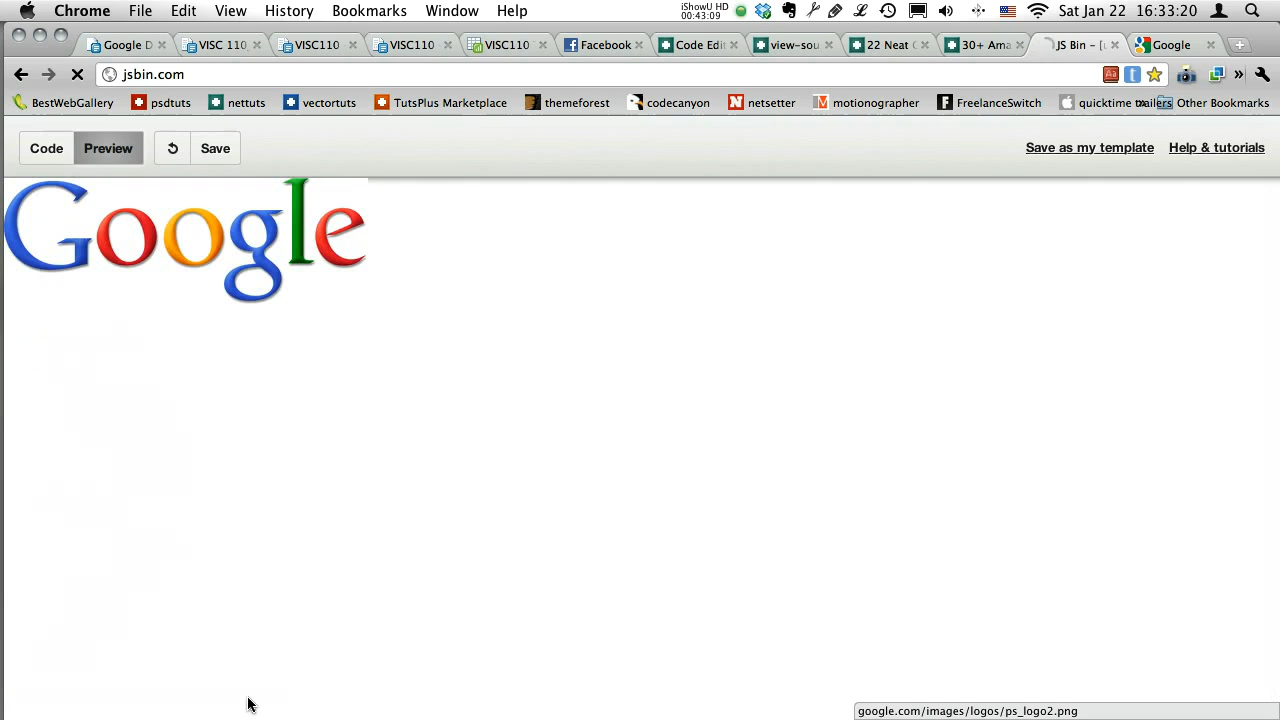 Chrome File Edit View History Bookmarks Window Help iShowU HD 00:43:09 Sat Jan 22 16:33:20
Google D VISC 110, VISC110 VISC110 VISC110 Facebook Code Edit view-sou 22 Neat 30+ Ama JS Bin – [ Google
jsbin.com
BestWebGallery psdtuts nettuts vectortuts TutsPlus Marketplace themeforest codecanyon netsetter motionographer FreelanceSwitch quicktime Other Bookmarks
Code Preview Save Save as my template Help & tutorials
Google
google.com/images/logos/ps_logo2.png